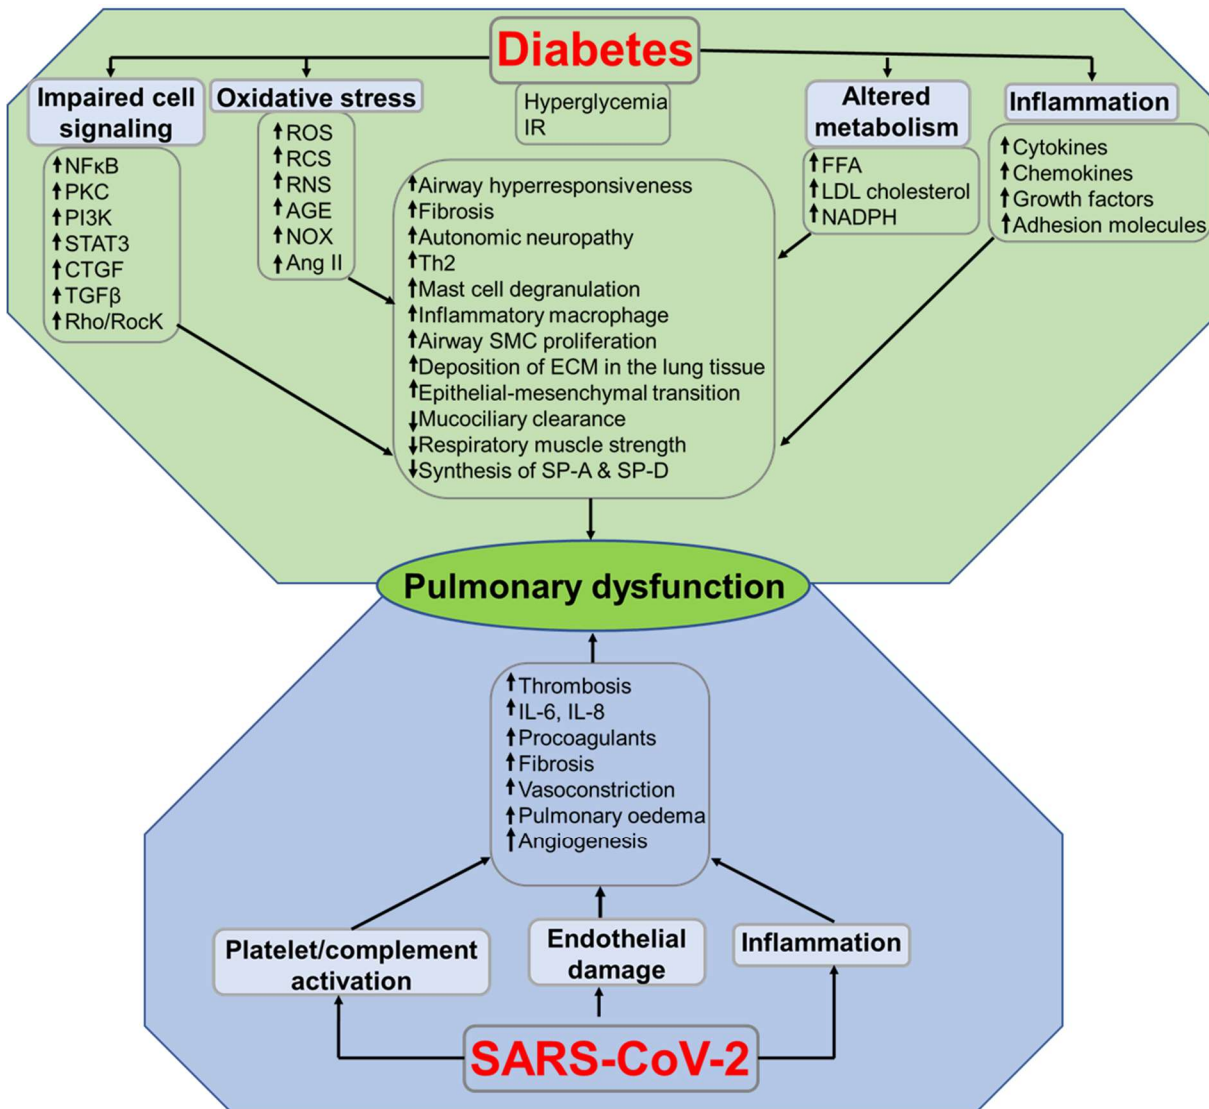 Diabetes
Hyperglycemia
IR
Impaired cell
signaling
↑NFκB
↑PKC
↑PI3K
↑STAT3
↑CTGF
↑TGFβ
↑Rho/RocK
Oxidative stress
↑ROS
↑RCS
↑RNS
↑AGE
↑NOX
↑Ang II
Altered
metabolism
↑FFA
↑LDL cholesterol
↑NADPH
Inflammation
↑Cytokines
↑Chemokines
↑Growth factors
↑Adhesion molecules
↑Airway hyperresponsiveness
↑Fibrosis
↑Autonomic neuropathy
↑Th2
↑Mast cell degranulation
↑Inflammatory macrophage
↑Airway SMC proliferation
↑Deposition of ECM in the lung tissue
↑Epithelial-mesenchymal transition
↓Mucociliary clearance
↓Respiratory muscle strength
↓Synthesis of SP-A & SP-D
Pulmonary dysfunction
↑Thrombosis
↑IL-6, IL-8
↑Procoagulants
↑Fibrosis
↑Vasoconstriction
↑Pulmonary oedema
↑Angiogenesis
Platelet/complement
activation
Endothelial
damage
Inflammation
SARS-CoV-2